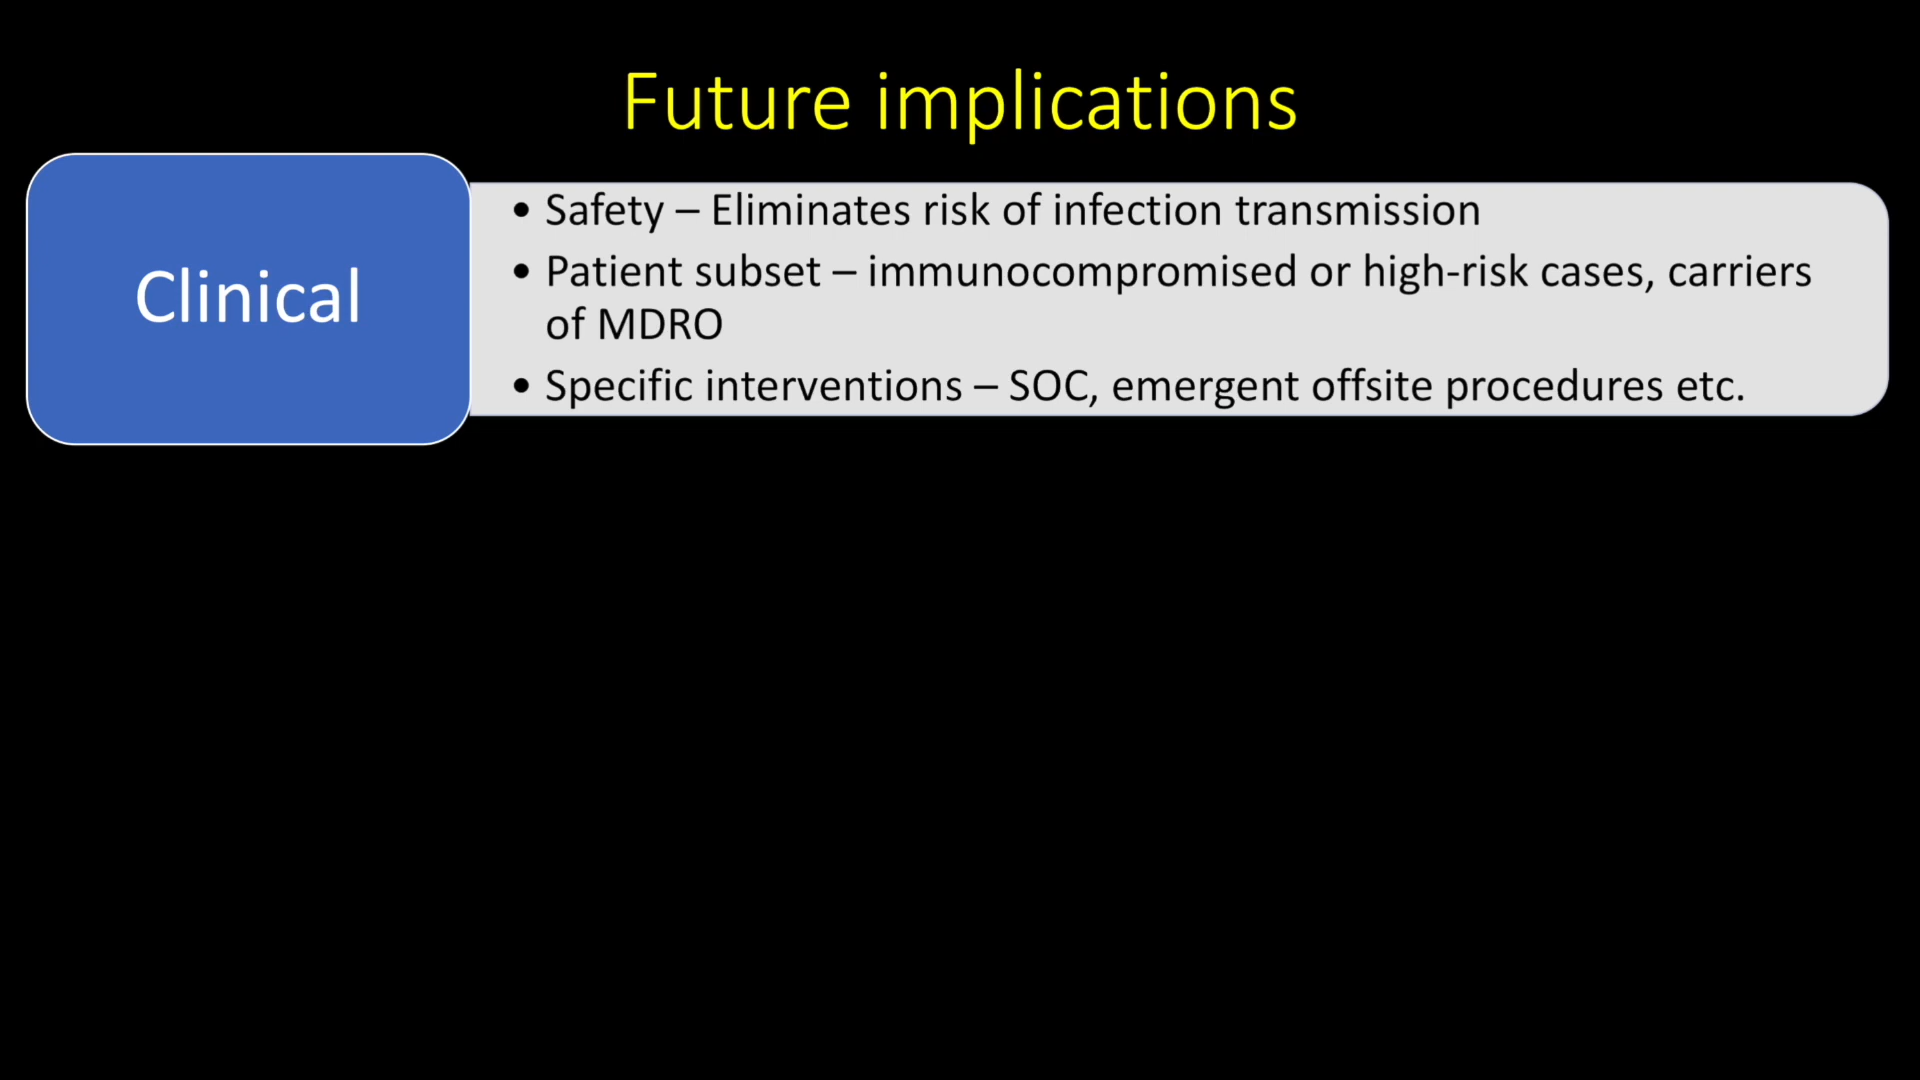 Future implications
Clinical
• Safety – Eliminates risk of infection transmission
• Patient subset – immunocompromised or high-risk cases, carriers
of MDRO
• Specific interventions – SOC, emergent offsite procedures etc.